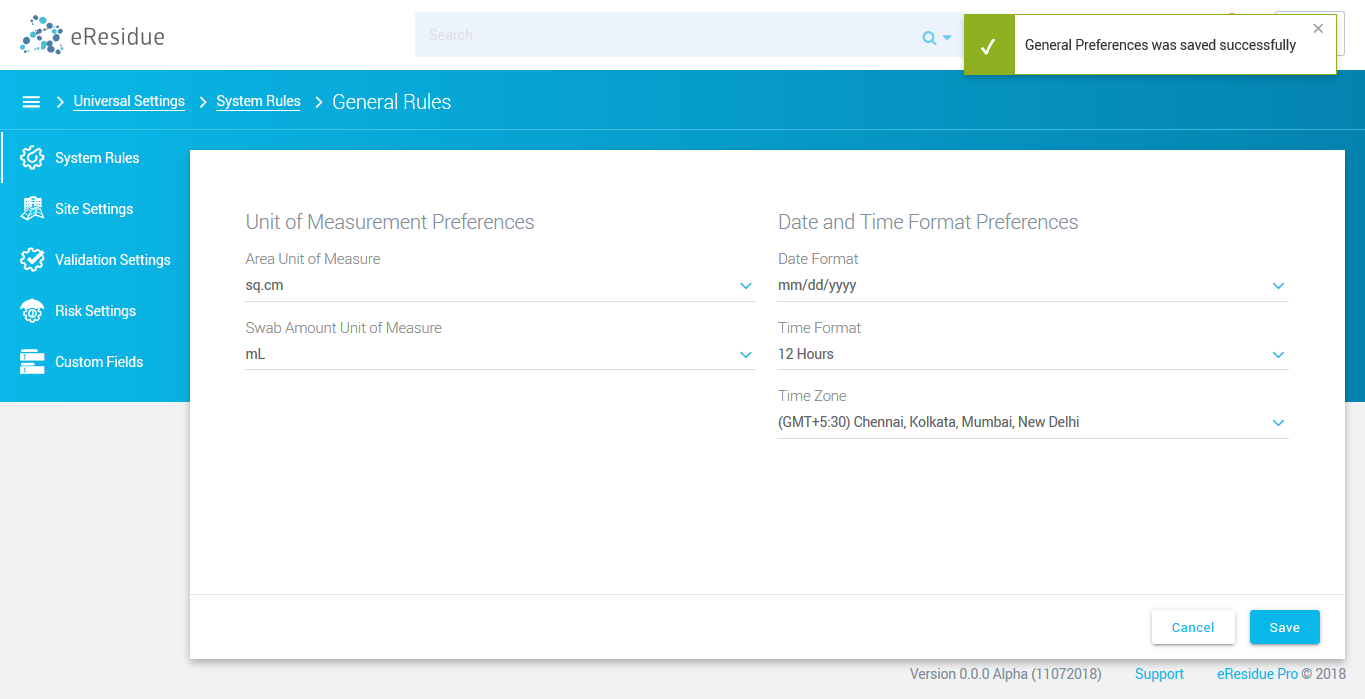 eResidue
Search
General Preferences was saved successfully
Universal Settings
System Rules
General Rules
System Rules
Site Settings
Validation Settings
Risk Settings
Custom Fields
Unit of Measurement Preferences
Area Unit of Measure
sq.cm
Swab Amount Unit of Measure
mL
Date and Time Format Preferences
Date Format
mm/dd/yyyy
Time Format
12 Hours
Time Zone
(GMT+5:30) Chennai, Kolkata, Mumbai, New Delhi
Cancel
Save
Version 0.0.0 Alpha (11072018)
Support
eResidue Pro © 2018